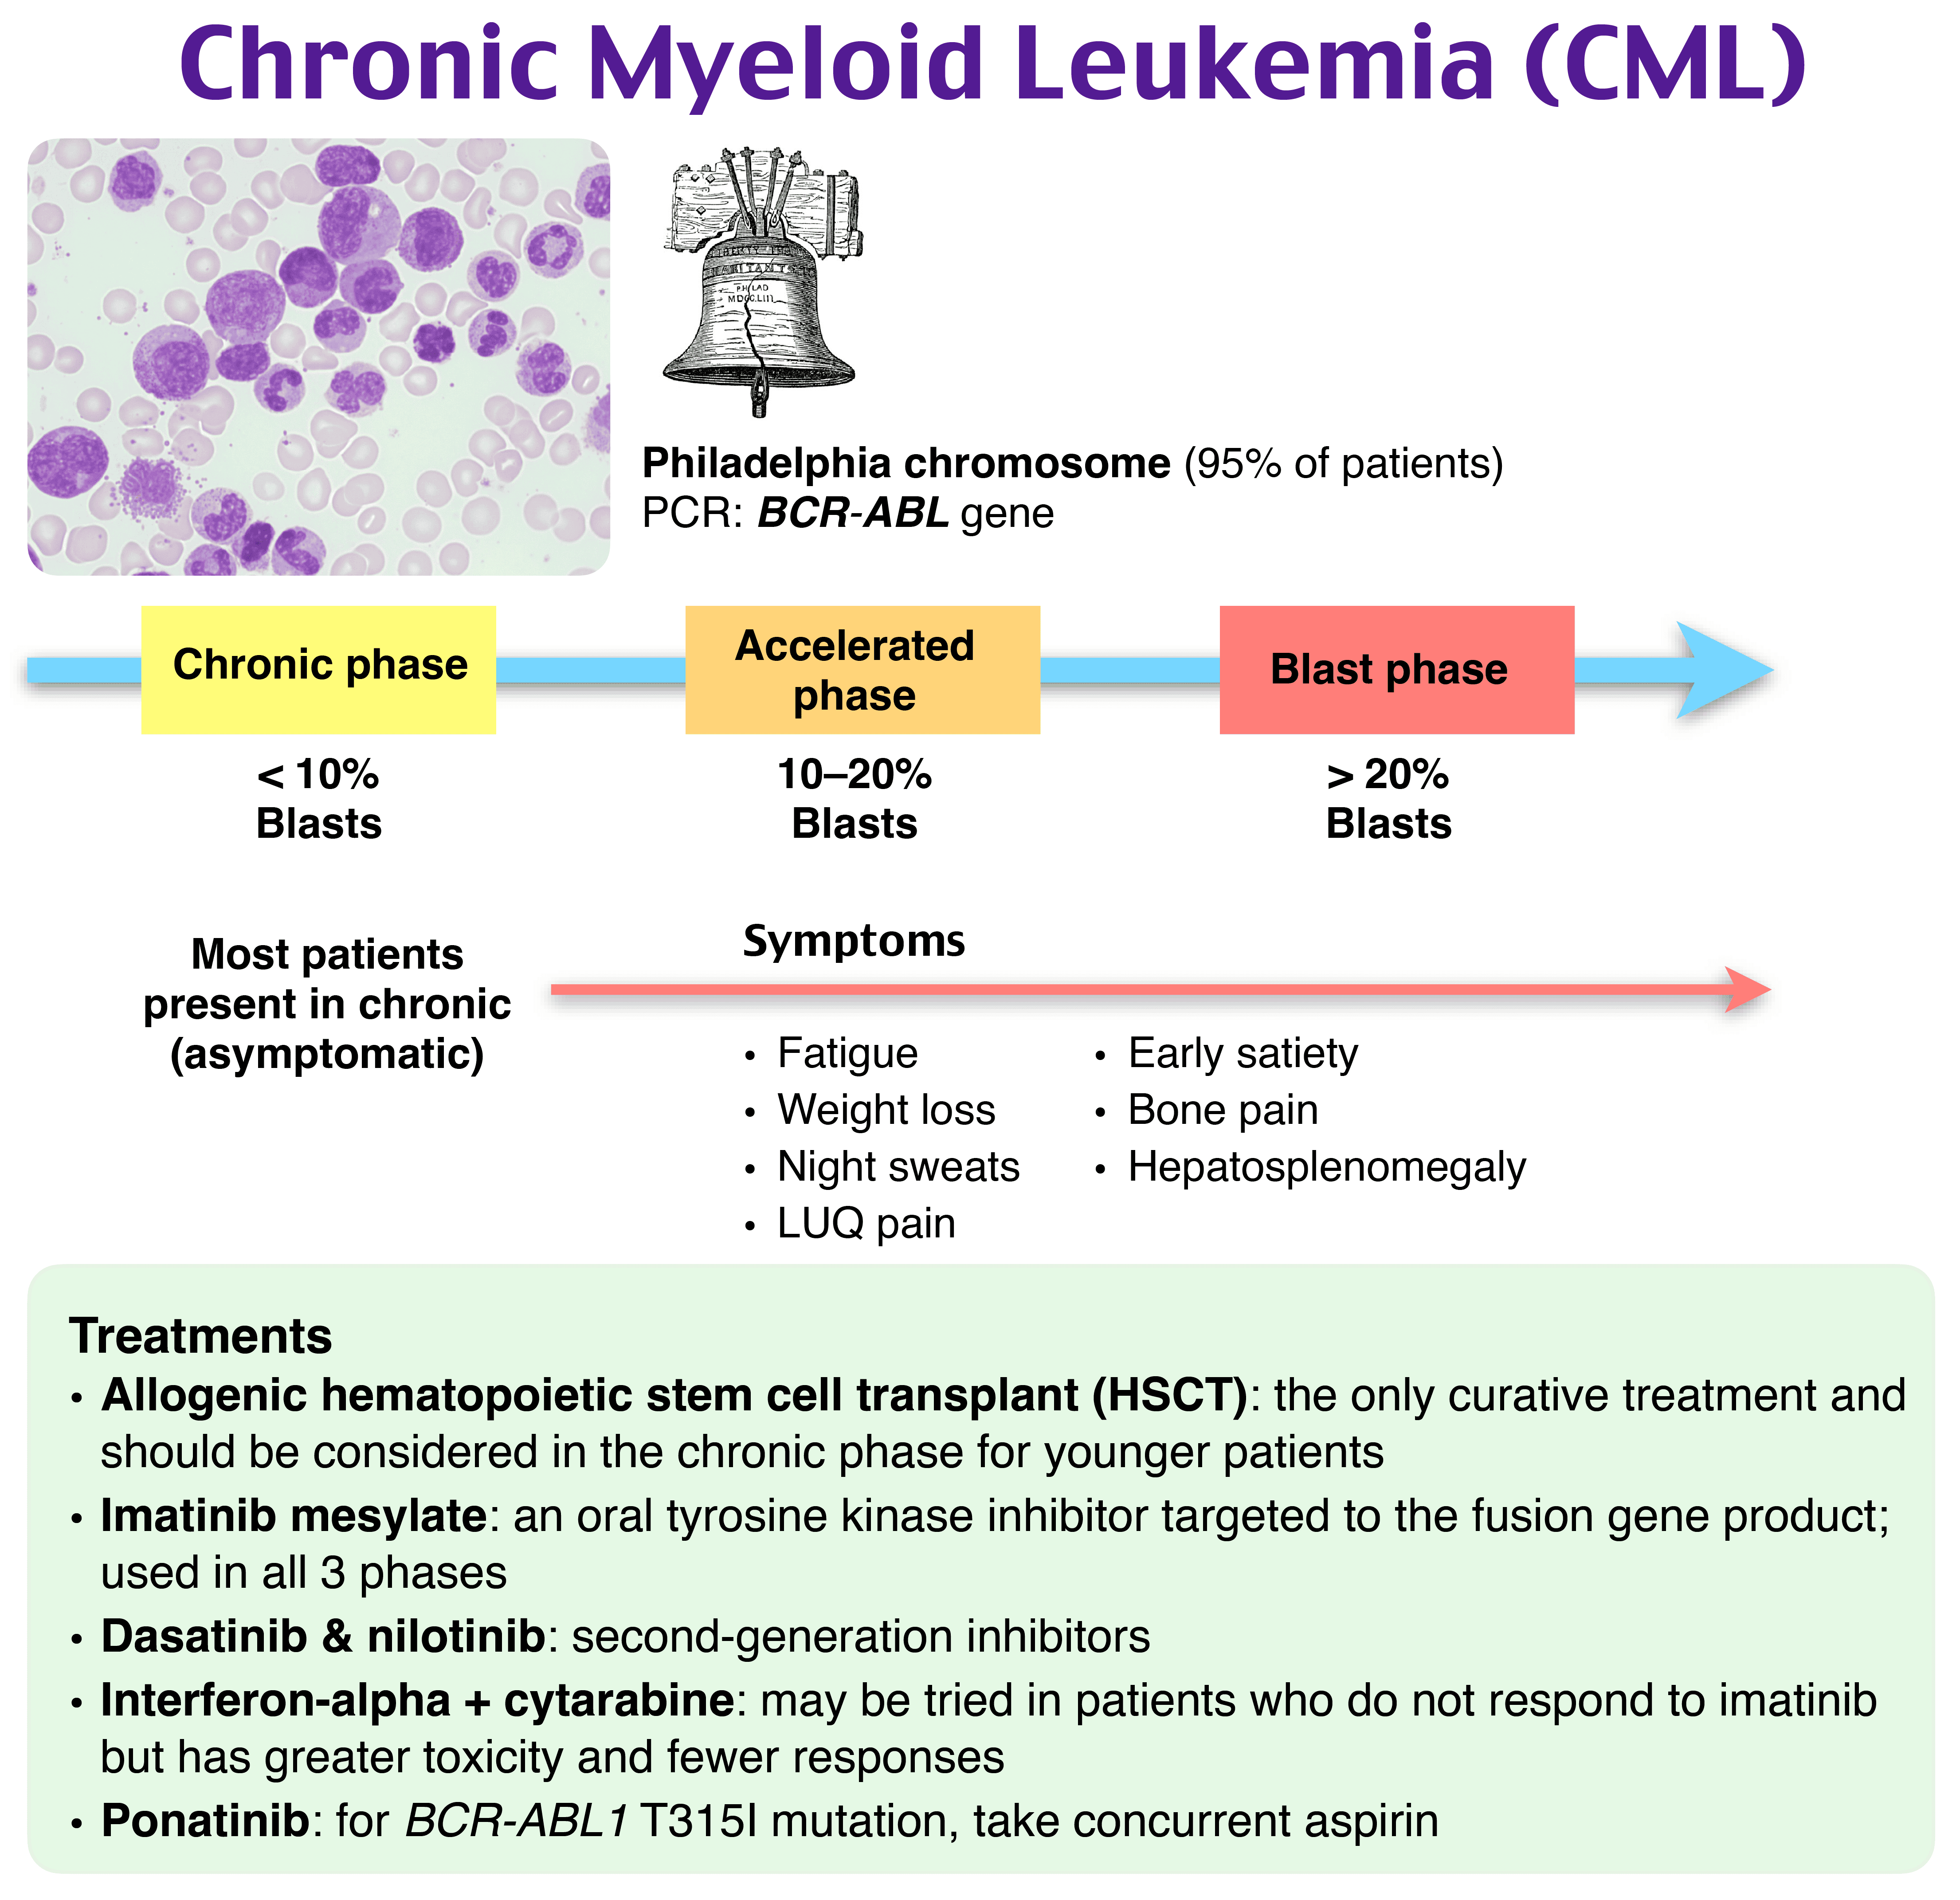 Chronic Myeloid Leukemia (CML)
PHILAD
MDCCLIII
Philadelphia chromosome (95% of patients)
PCR: BCR-ABL gene
Chronic phase
Accelerated
phase
Blast phase
< 10%
Blasts
10–20%
Blasts
> 20%
Blasts
Most patients
present in chronic
(asymptomatic)
Symptoms
• Fatigue
• Weight loss
• Night sweats
• LUQ pain
• Early satiety
• Bone pain
• Hepatosplenomegaly
Treatments
• Allogenic hematopoietic stem cell transplant (HSCT): the only curative treatment and
should be considered in the chronic phase for younger patients
• Imatinib mesylate: an oral tyrosine kinase inhibitor targeted to the fusion gene product;
used in all 3 phases
• Dasatinib & nilotinib: second-generation inhibitors
• Interferon-alpha + cytarabine: may be tried in patients who do not respond to imatinib
but has greater toxicity and fewer responses
• Ponatinib: for BCR-ABL1 T315I mutation, take concurrent aspirin